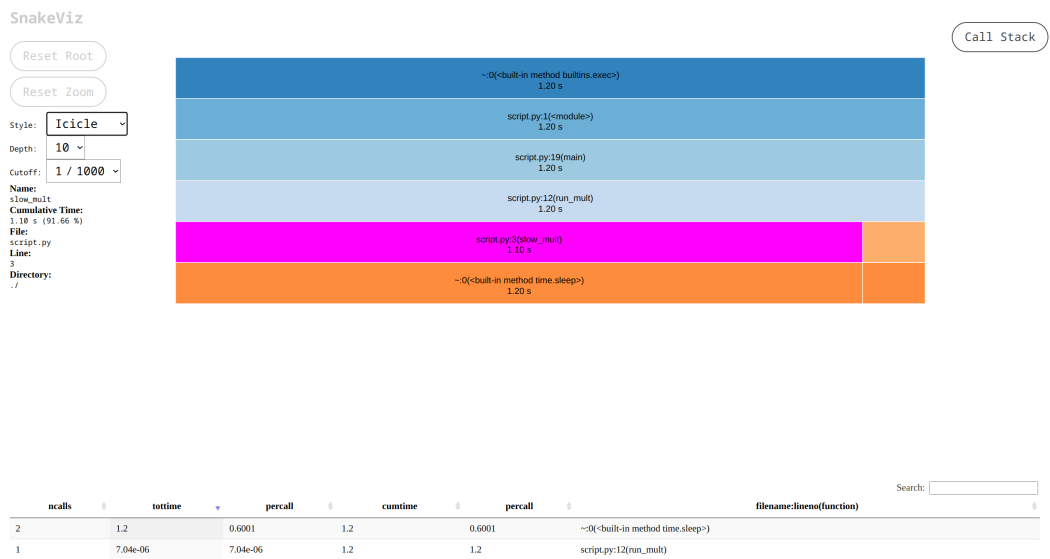 SnakeViz
Call Stack
Reset Root
Reset Zoom
Style: Icicle
Depth: 10
Cutoff: 1 / 1000
Name:
slow_mult
Cumulative Time:
1.10 s (91.66 %)
File:
script.py
Line:
3
Directory:
./
~:0(<built-in method builtins.exec>)
1.20 s
script.py:1(<module>)
1.20 s
script.py:19(main)
1.20 s
script.py:12(run_mult)
1.20 s
script.py:3(slow_mult)
1.10 s
~:0(<built-in method time.sleep>)
1.20 s
Search:
ncalls tottime percall cumtime percall filename:lineno(function)
2 1.2 0.6001 1.2 0.6001 ~:0(<built-in method time.sleep>)
1 7.04e-06 7.04e-06 1.2 1.2 script.py:12(run_mult)